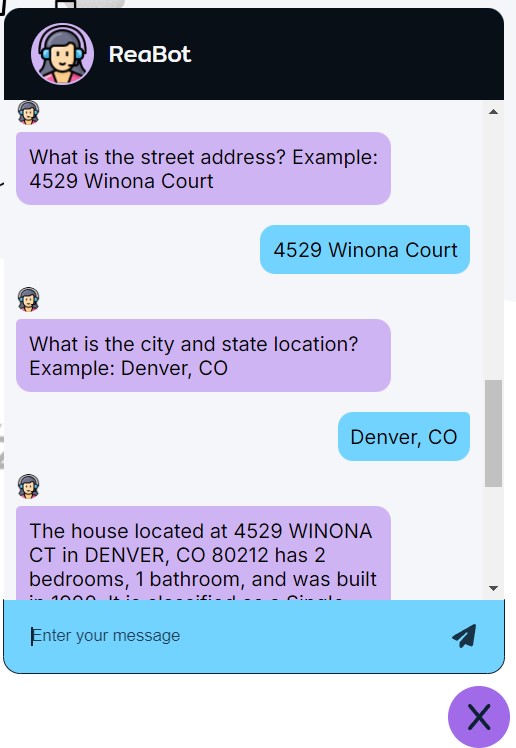 ReaBot
What is the street address? Example:
4529 Winona Court
4529 Winona Court
What is the city and state location?
Example: Denver, CO
Denver, CO
The house located at 4529 WINONA
CT in DENVER, CO 80212 has 2
bedrooms, 1 bathroom, and was built
Enter your message